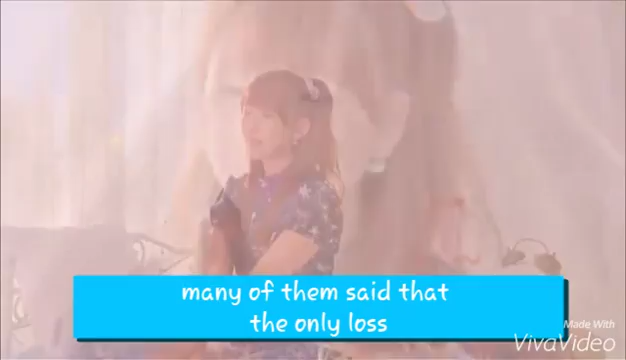 many of them said that
the only loss
Made With
VivaVideo